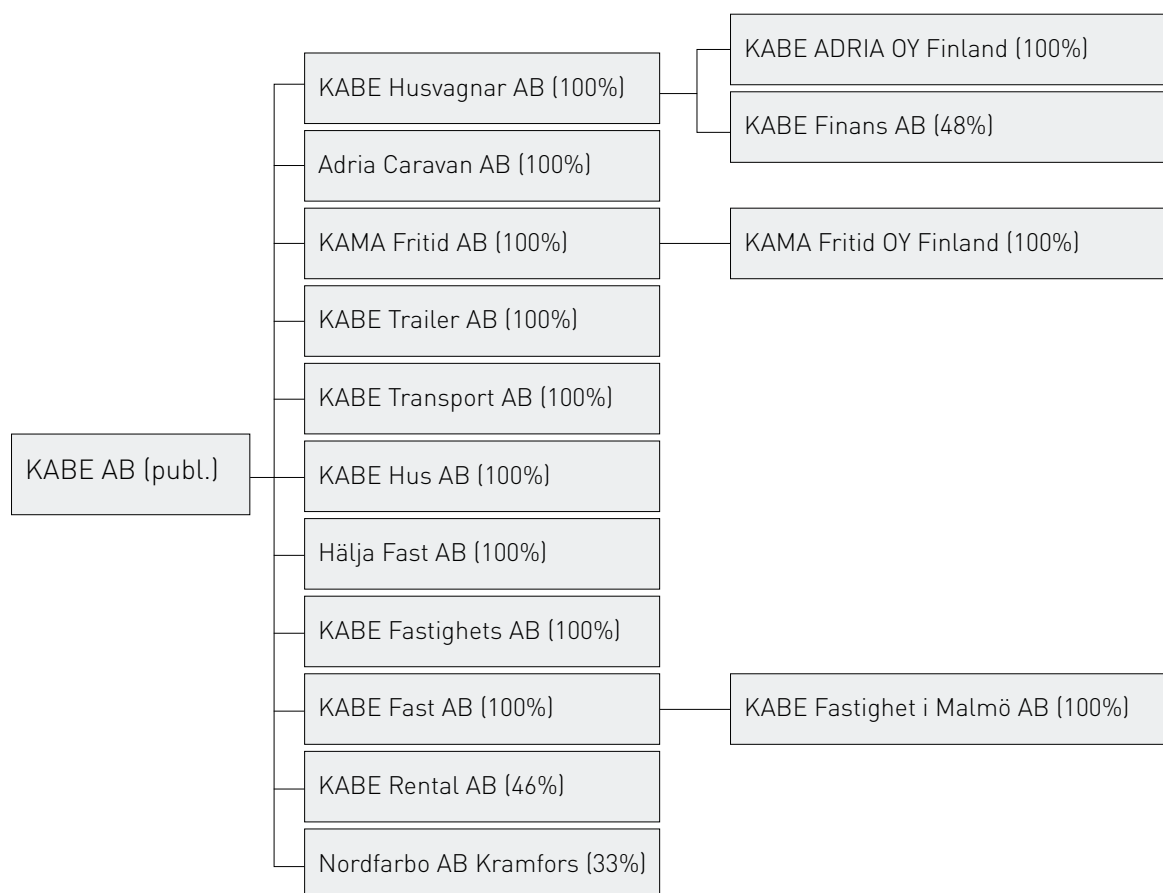 KABE AB (publ.)
KABE Husvagnar AB (100%)
Adria Caravan AB (100%)
KAMA Fritid AB (100%)
KABE Trailer AB (100%)
KABE Transport AB (100%)
KABE Hus AB (100%)
Hälja Fast AB (100%)
KABE Fastighets AB (100%)
KABE Fast AB (100%)
KABE Rental AB (46%)
Nordfarbo AB Kramfors (33%)
KABE ADRIA OY Finland (100%)
KABE Finans AB (48%)
KAMA Fritid OY Finland (100%)
KABE Fastighet i Malmö AB (100%)